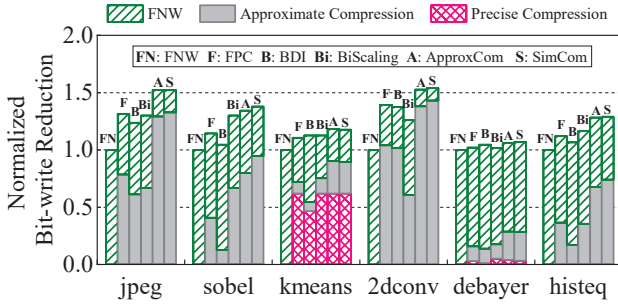 FNW Approximate Compression Precise Compression
FN: FNW F: FPC B: BDI Bi: BiScaling A: ApproxCom S: SimCom
Normalized
Bit-write Reduction
2.0
1.5
1.0
0.5
0.0
FN F B Bi A S
FN F B Bi A S
FN F B Bi A S
FN F B Bi A S
FN F B Bi A S
FN F B Bi A S
jpeg sobel kmeans 2dconv debayer histeq